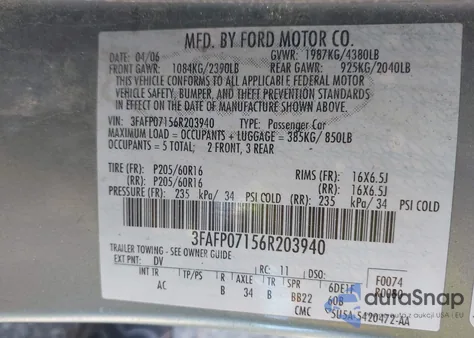 MFD. BY FORD MOTOR CO.
DATE: 04/06 GVWR: 1987KG/4380LB
FRONT GAWR: 1084KG/2390LB REAR GAWR: 925KG/2040LB
THIS VEHICLE CONFORMS TO ALL APPLICABLE FEDERAL MOTOR
VEHICLE SAFETY, BUMPER, AND THEFT PREVENTION STANDARDS IN
EFFECT ON THE DATE OF MANUFACTURE SHOWN ABOVE.
VIN: 3FAFP07156R203940 TYPE: Passenger Car
MAXIMUM LOAD = OCCUPANTS + LUGGAGE = 385KG/ 850LB
OCCUPANTS = 5 TOTAL; 2 FRONT, 3 REAR
TIRE (FR): P205/60R16 RIMS (FR): 16X6.5J
(RR): P205/60R16 (RR): 16X6.5J
PRESSURE (FR): 235 kPa/ 34 PSI COLD (RR): 235 kPa/ 34 PSI COLD
3FAFP07156R203940
TRAILER TOWING - SEE OWNER GUIDE
EXT PNT: DV RC: 11 DSO: F0074
INT TR TP/PS R AXLE TR SPR
AC B 34 B BB22 60B
CMC
autoSnap